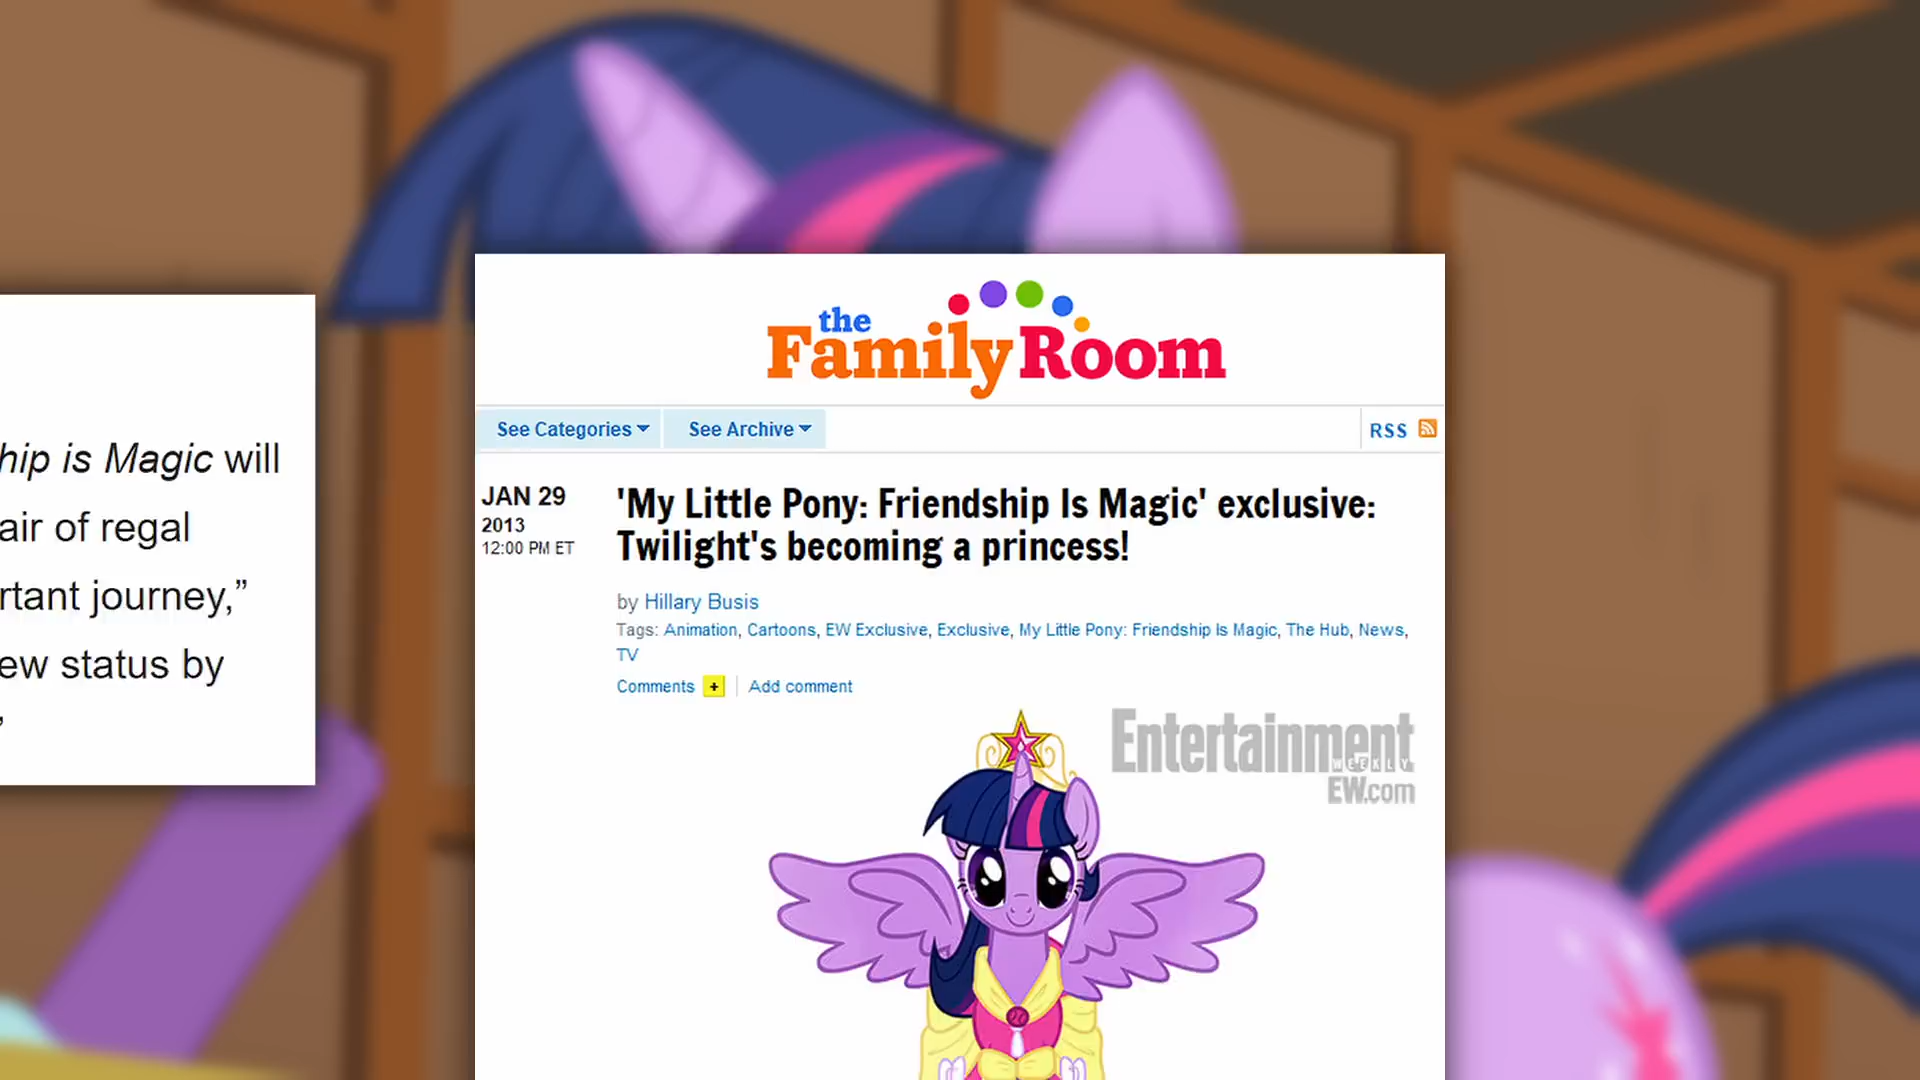 hip is Magic will
air of regal
rtant journey,”
ew status by
the
FamilyRoom
See Categories
See Archive
RSS
JAN 29
2013
12:00 PM ET
'My Little Pony: Friendship Is Magic' exclusive:
Twilight's becoming a princess!
by Hillary Busis
Tags: Animation, Cartoons, EW Exclusive, Exclusive, My Little Pony: Friendship Is Magic, The Hub, News,
TV
Comments + Add comment
Entertainment
WEEKLY
EW.com